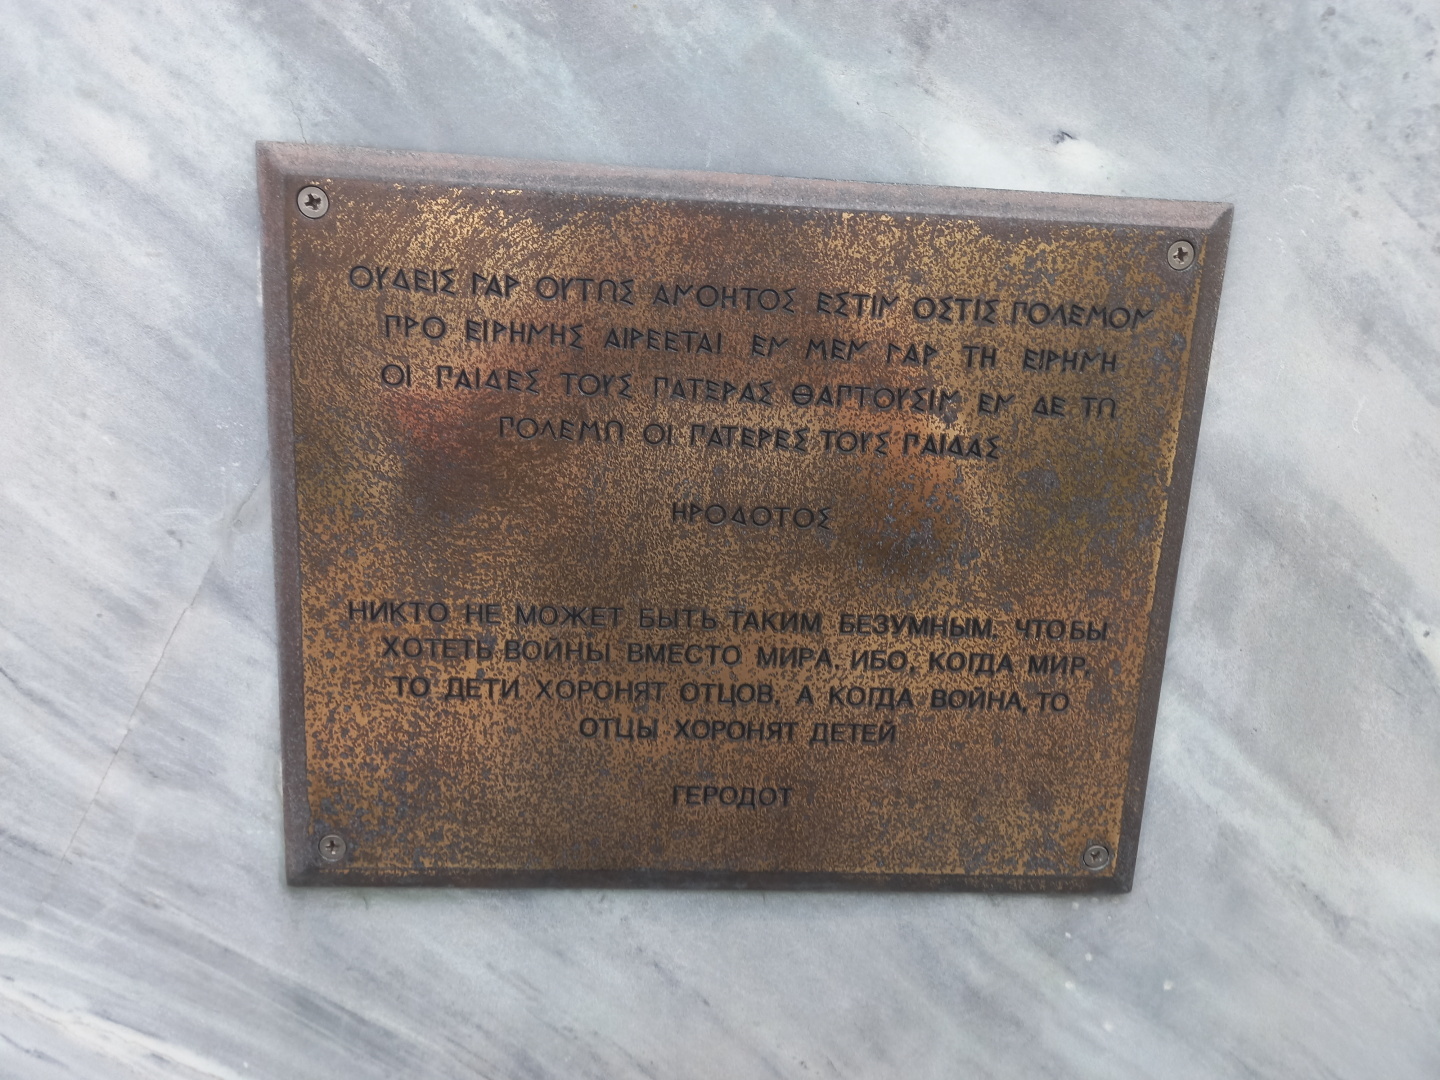 ΟΥΔΕΙΣ ΓΑΡ ΟΥΤΩΣ ΑΝΟΗΤΟΣ ΕΣΤΙΝ ΟΣΤΙΣ ΠΟΛΕΜΟΝ
ΠΡΟ ΕΙΡΗΝΗΣ ΑΙΡΕΕΤΑΙ ΕΝ ΜΕΝ ΓΑΡ ΤΗ ΕΙΡΗΝΗ
ΟΙ ΠΑΙΔΕΣ ΤΟΥΣ ΠΑΤΕΡΑΣ ΘΑΠΤΟΥΣΙΝ ΕΝ ΔΕ ΤΩ
ΠΟΛΕΜΩ ΟΙ ΠΑΤΕΡΕΣ ΤΟΥΣ ΠΑΙΔΑΣ
ΗΡΟΔΟΤΟΣ
НИКТО НЕ МОЖЕТ БЫТЬ ТАКИМ БЕЗУМНЫМ, ЧТОБЫ
ХОТЕТЬ ВОЙНЫ ВМЕСТО МИРА, ИБО, КОГДА МИР,
ТО ДЕТИ ХОРОНЯТ ОТЦОВ, А КОГДА ВОЙНА, ТО
ОТЦЫ ХОРОНЯТ ДЕТЕЙ
ГЕРОДОТ